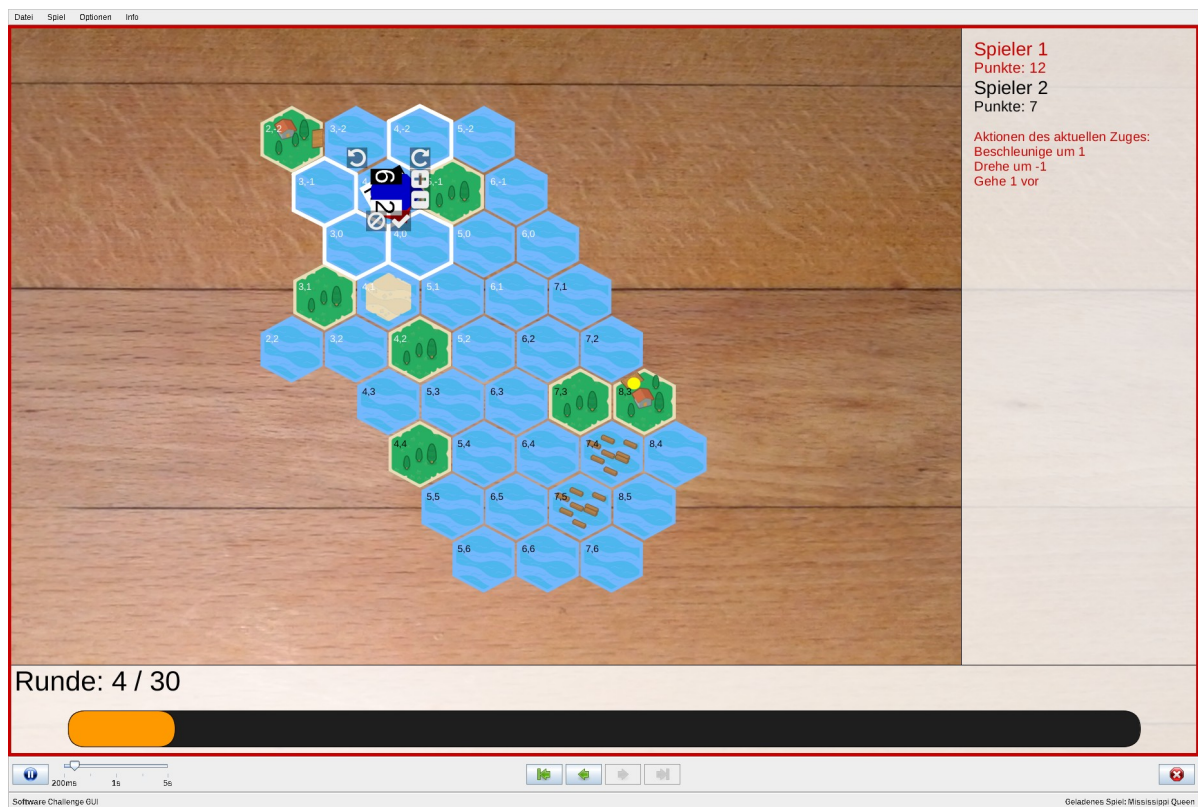 Datei Spiel Optionen Info
Spieler 1
Punkte: 12
Spieler 2
Punkte: 7
Aktionen des aktuellen Zuges:
Beschleunige um 1
Drehe um -1
Gehe 1 vor
2,-2 3,-2 4,-2 5,-2
3,-1 6,-1
6
2
3,0 4,0 5,0 6,0
3,1 4,1 5,1 6,1 7,1
2,2 3,2 4,2 5,2 6,2 7,2
4,3 5,3 6,3 7,3 8,3
4,4 5,4 6,4 7,4 8,4
5,5 6,5 7,5 8,5
5,6 6,6 7,6
Runde: 4 / 30
200ms 1s 5s
Software Challenge GUI Geladenes Spiel: Mississippi Queen